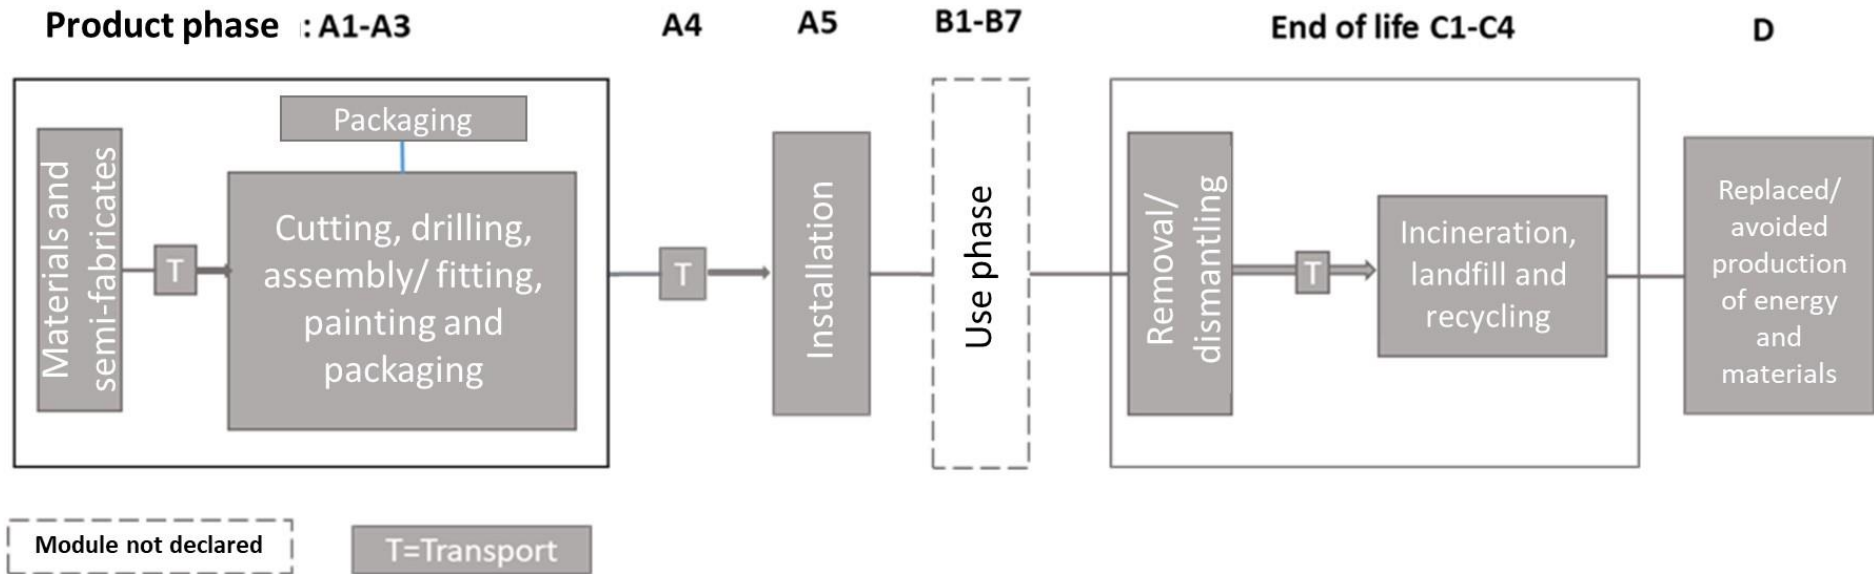 Product phase : A1-A3
A4
A5
B1-B7
End of life C1-C4
D
Materials and
semi-fabricates
T
Packaging
Cutting, drilling,
assembly/ fitting,
painting and
packaging
T
Installation
Use phase
Removal/
dismantling
T
Incineration,
landfill and
recycling
Replaced/
avoided
production
of energy
and
materials
Module not declared
T=Transport